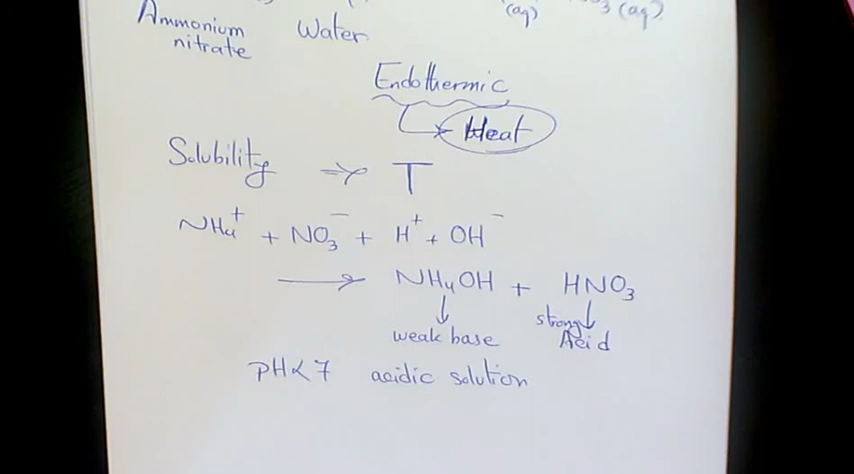 (aq) 3 (aq)
Ammonium Water
nitrate
Endothermic
Heat
Solubility → T
NH₄⁺ + NO₃⁻ + H⁺ + OH⁻
→ NH₄OH + HNO₃
↓ strong ↓
weak base Acid
pH < 7 acidic solution